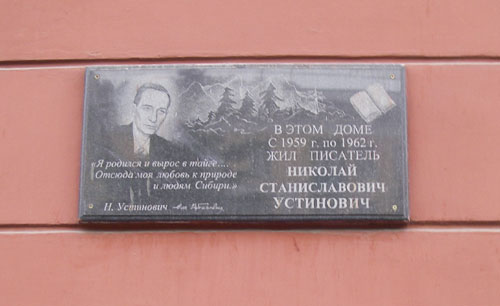 «Я родился и вырос в тайге.....
Отсюда моя любовь к природе
и людям Сибири.»
Н. Устинович
В ЭТОМ ДОМЕ
С 1959 г. по 1962 г.
ЖИЛ ПИСАТЕЛЬ
НИКОЛАЙ
СТАНИСЛАВОВИЧ
УСТИНОВИЧ